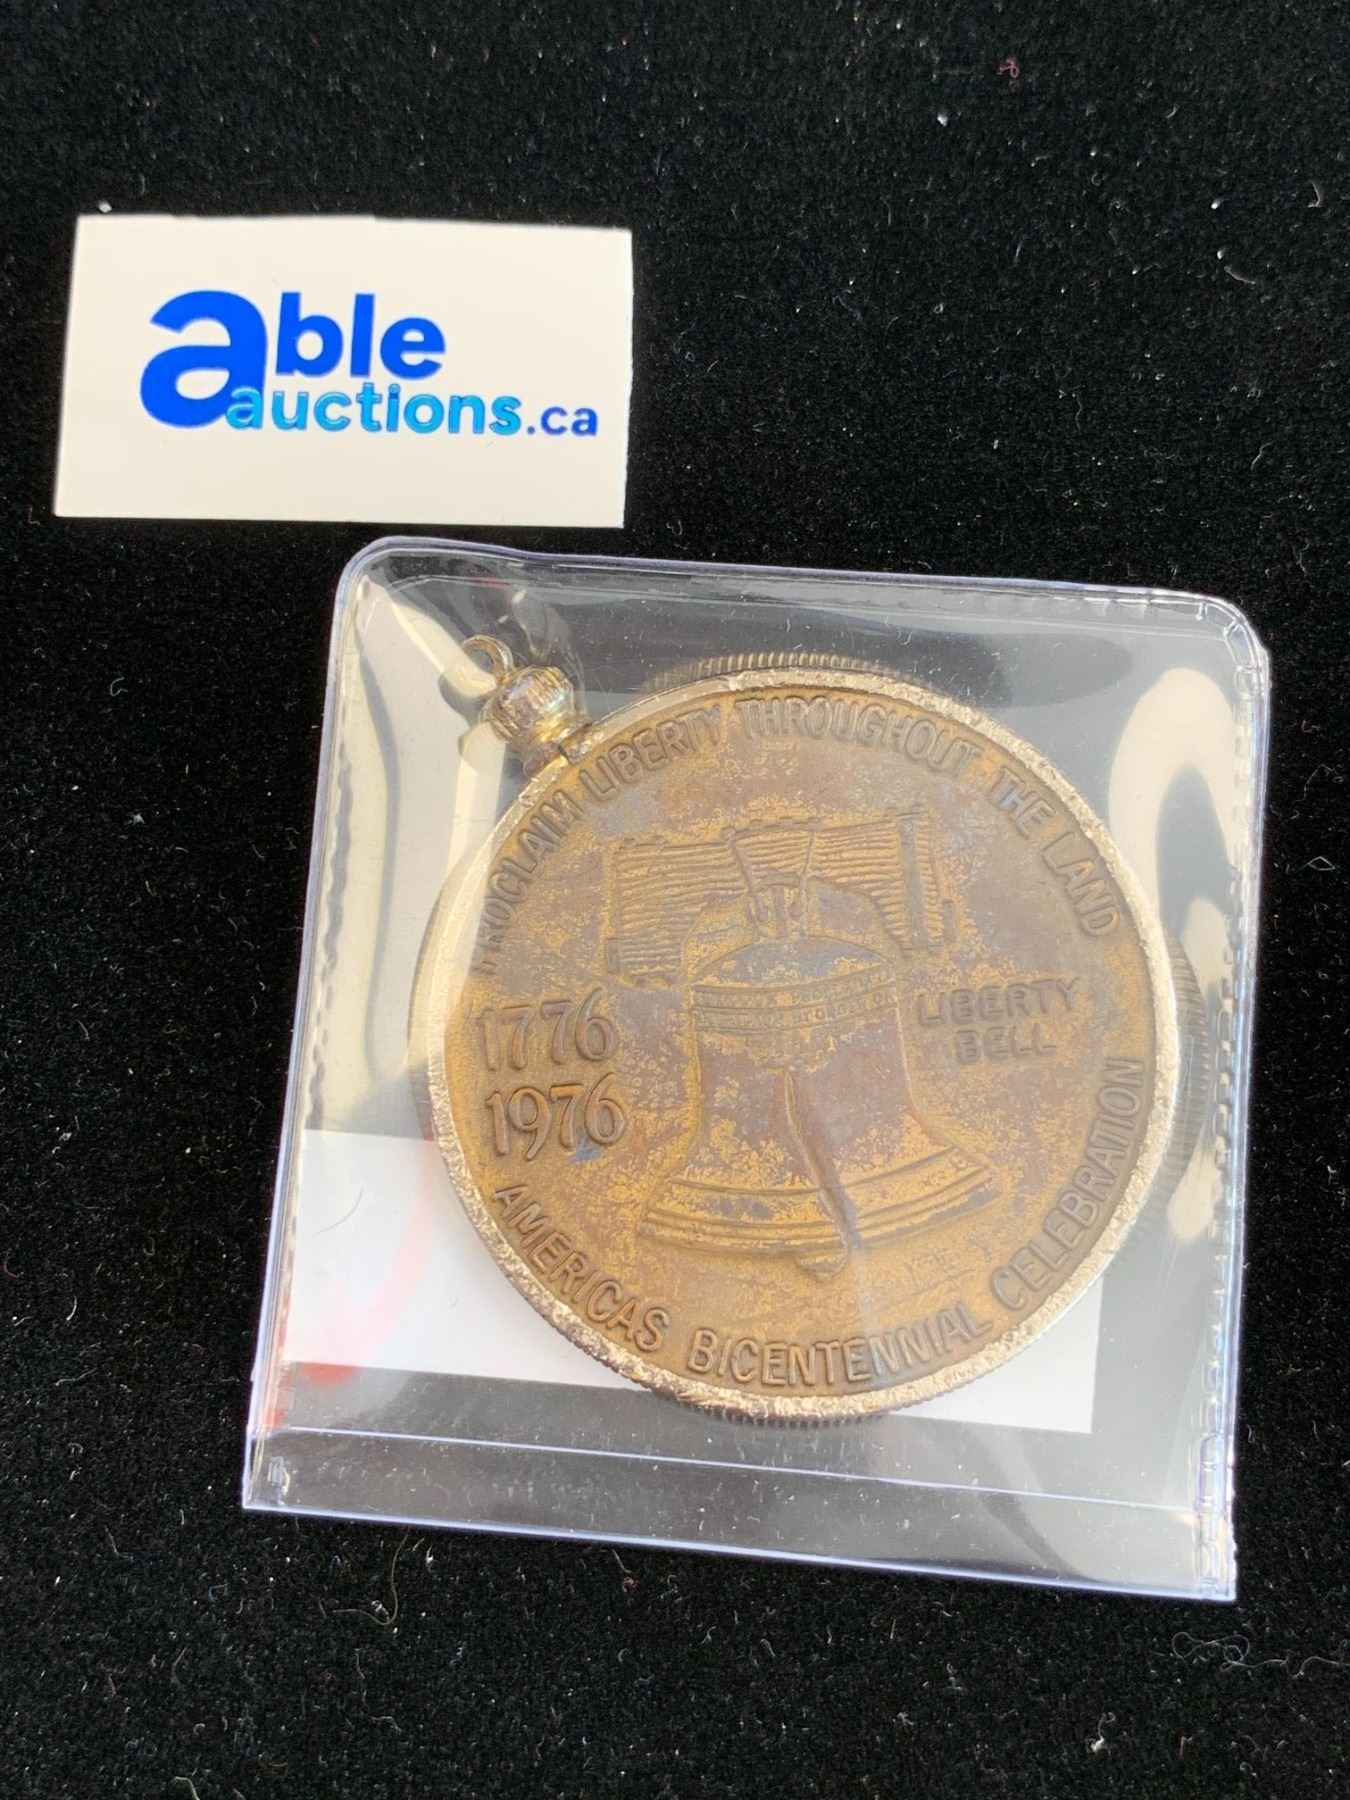 able
auctions.ca
PROCLAIM LIBERTY THROUGHOUT THE LAND
1776
1976
LIBERTY
BELL
AMERICAS BICENTENNIAL CELEBRATION